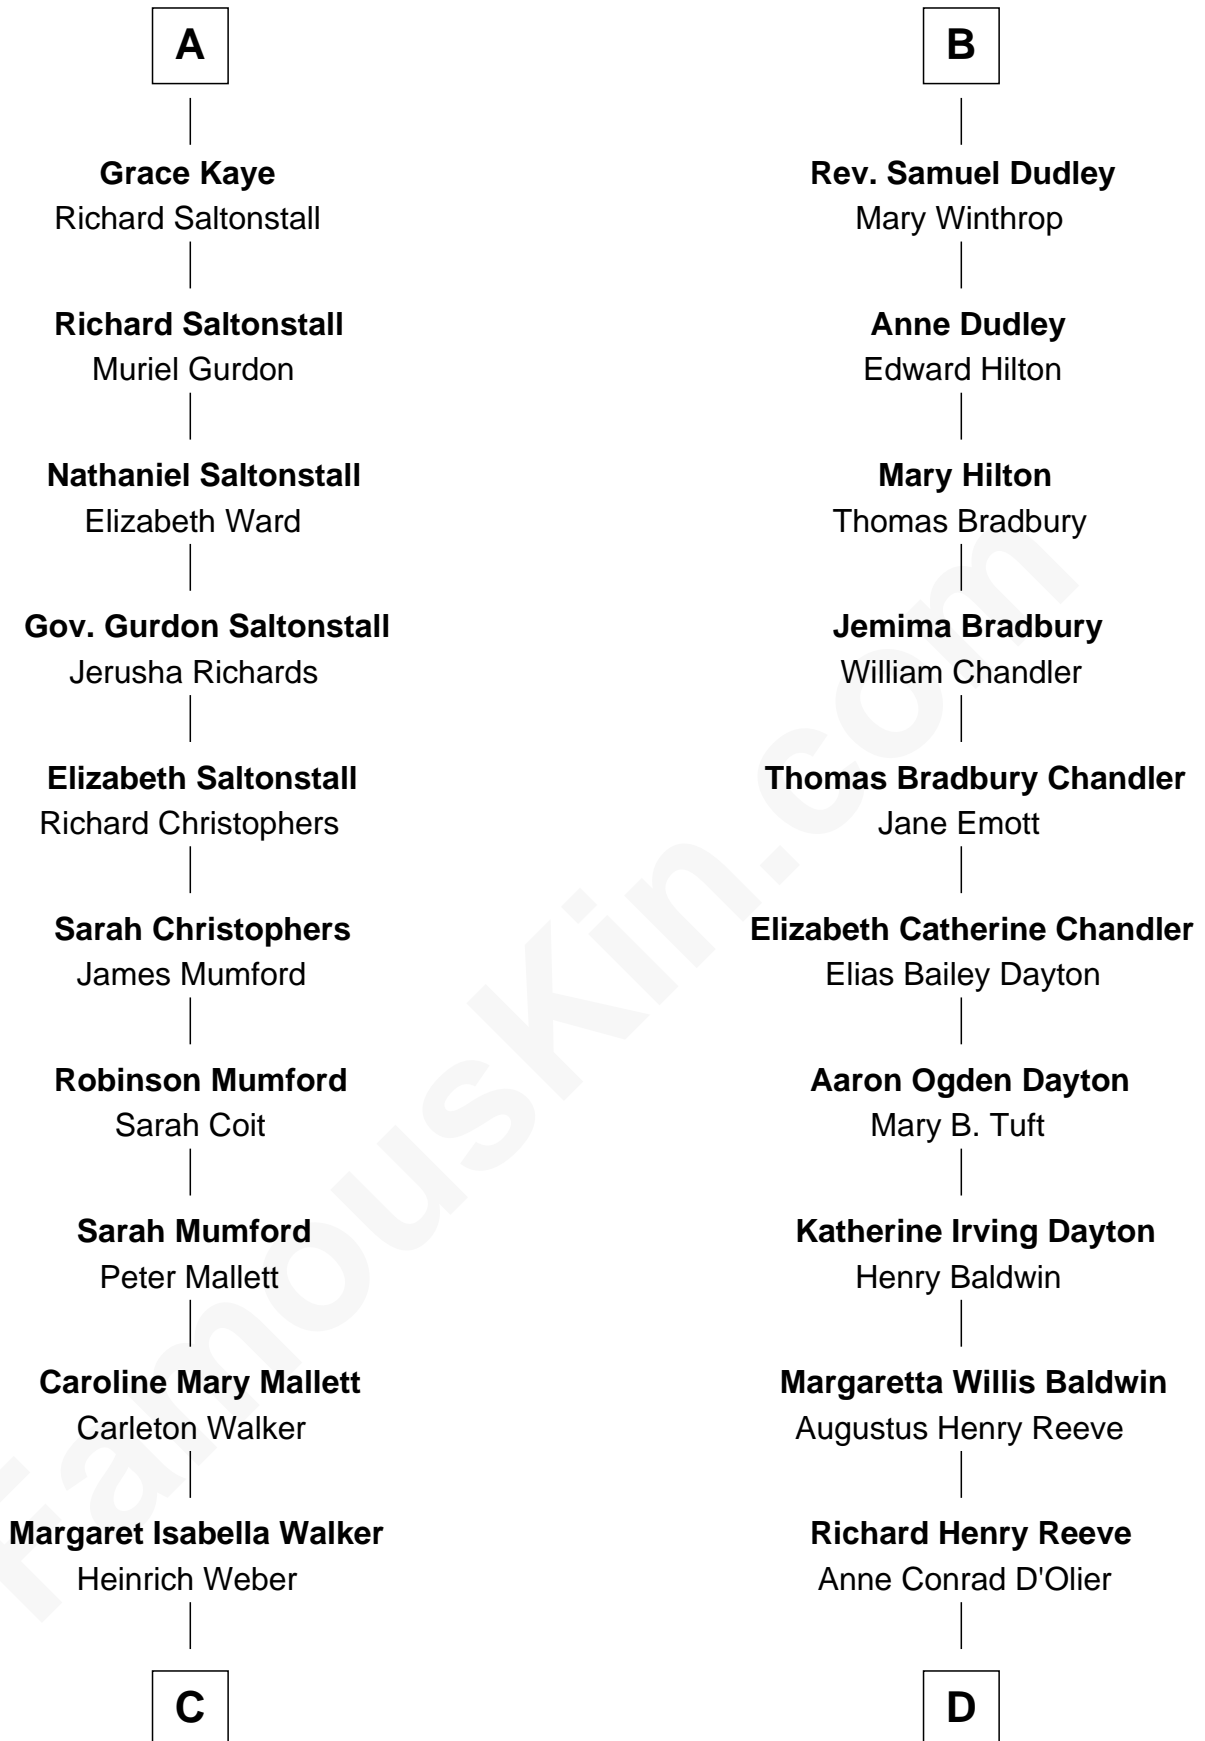 A
Grace Kaye
Richard Saltonstall
Richard Saltonstall
Muriel Gurdon
Nathaniel Saltonstall
Elizabeth Ward
Gov. Gurdon Saltonstall
Jerusha Richards
Elizabeth Saltonstall
Richard Christophers
Sarah Christophers
James Mumford
Robinson Mumford
Sarah Coit
Sarah Mumford
Peter Mallett
Caroline Mary Mallett
Carleton Walker
Margaret Isabella Walker
Heinrich Weber
C
B
Rev. Samuel Dudley
Mary Winthrop
Anne Dudley
Edward Hilton
Mary Hilton
Thomas Bradbury
Jemima Bradbury
William Chandler
Thomas Bradbury Chandler
Jane Emott
Elizabeth Catherine Chandler
Elias Bailey Dayton
Aaron Ogden Dayton
Mary B. Tuft
Katherine Irving Dayton
Henry Baldwin
Margaretta Willis Baldwin
Augustus Henry Reeve
Richard Henry Reeve
Anne Conrad D'Olier
D
FamousKin.com